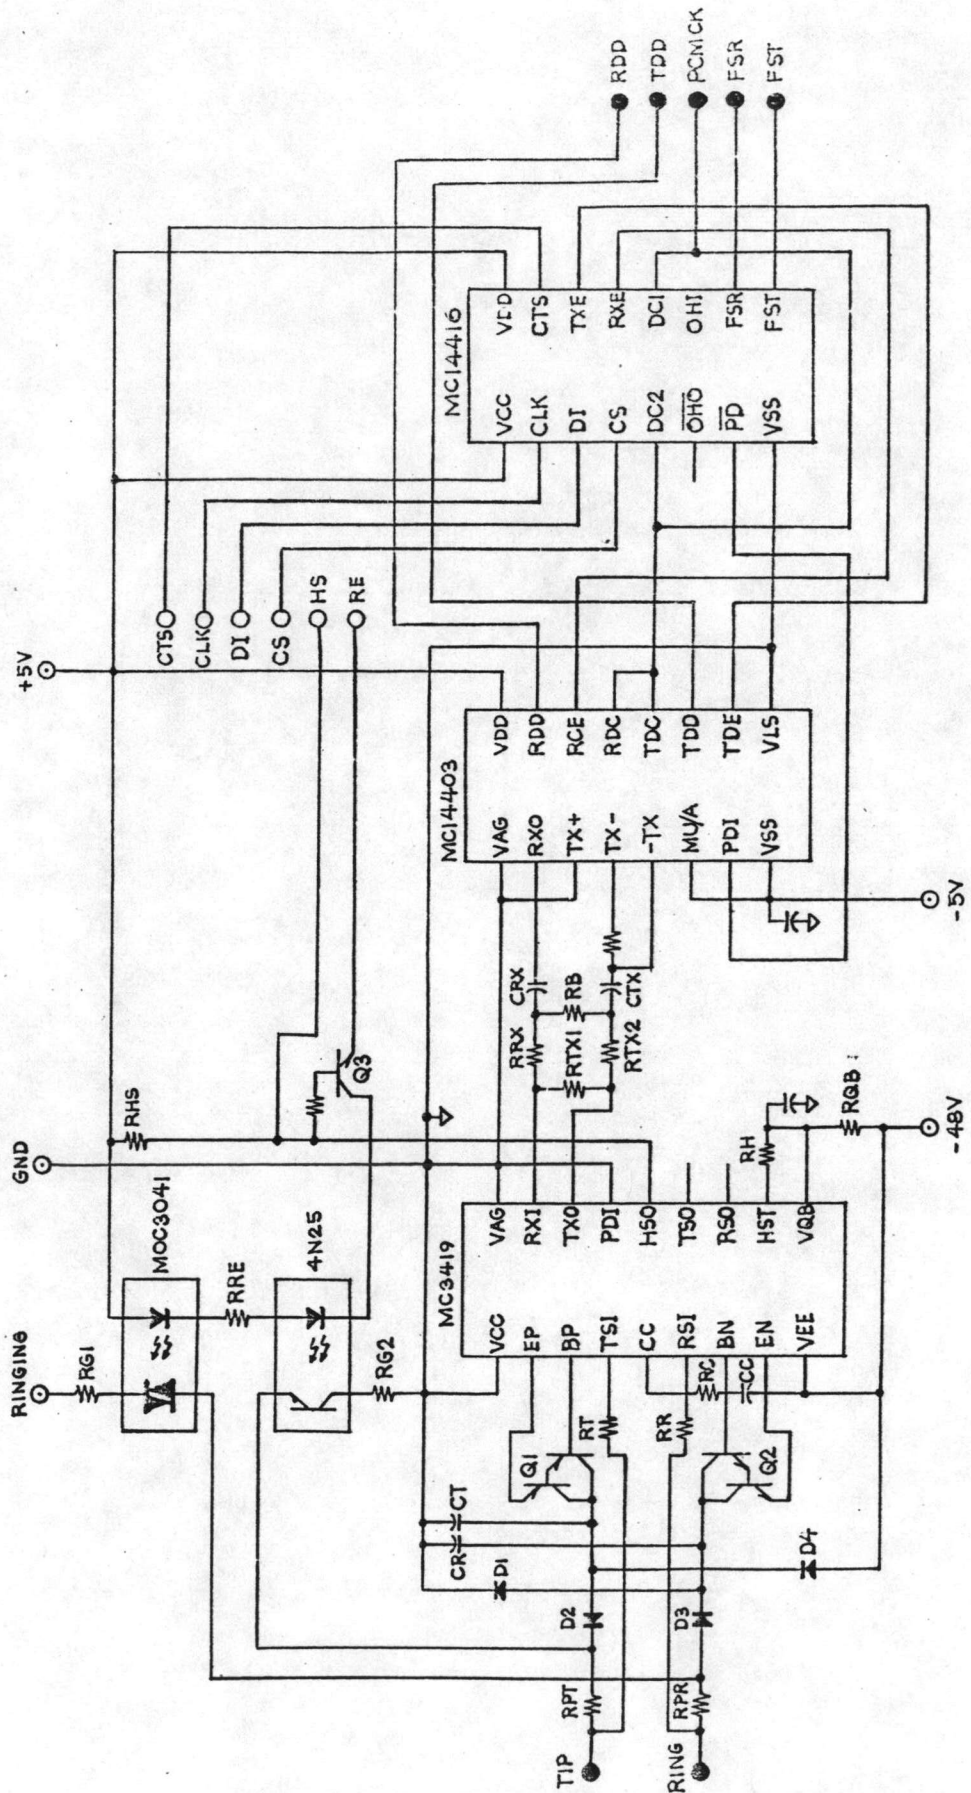 RINGING
GND
+5V
RG1
MOC3041
RHS
RRE
4N25
RG2
Q3
CTS
CLK
DI
CS
HS
RE
MC3419
VCC
EP
BP
TSI
CC
RSI
BN
EN
VEE
VAG
RXI
TXO
PDI
HSO
TSO
RSO
HST
VQB
CR
CT
D1
Q1
RT
RR
RC
CC
Q2
D2
D3
D4
RPT
RPR
TIP
RING
RH
RQB
-48V
RRX
CRX
RTX1
RB
RTX2
CTX
MC14403
VAG
RXO
TX+
TX-
-TX
MU/A
PDI
VSS
VDD
RDD
RCE
RDC
TDC
TDD
TDE
VLS
-5V
MC14416
VCC
CLK
DI
CS
DC2
OHO
PD
VSS
VDD
CTS
TXE
RXE
DC1
OHI
FSR
FST
RDD
TDD
PCMCK
FSR
FST